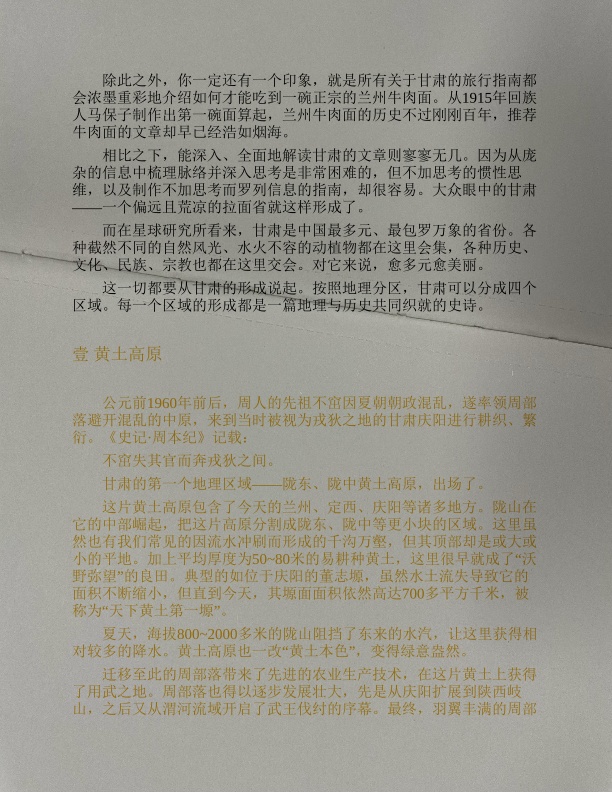 除此之外，你一定还有一个印象，就是所有关于甘肃的旅行指南都
会浓墨重彩地介绍如何才能吃到一碗正宗的兰州牛肉面。从1915年回族
人马保子制作出第一碗面算起，兰州牛肉面的历史不过刚刚百年，推荐
牛肉面的文章却早已经浩如烟海。
相比之下，能深入、全面地解读甘肃的文章则寥寥无几。因为从庞
杂的信息中梳理脉络并深入思考是非常困难的，但不加思考的惯性思
维，以及制作不加思考而罗列信息的指南，却很容易。大众眼中的甘肃
——一个偏远且荒凉的拉面省就这样形成了。
而在星球研究所看来，甘肃是中国最多元、最包罗万象的省份。各
种截然不同的自然风光、水火不容的动植物都在这里会集，各种历史、
文化、民族、宗教也都在这里交会。对它来说，愈多元愈美丽。
这一切都要从甘肃的形成说起。按照地理分区，甘肃可以分成四个
区域。每一个区域的形成都是一篇地理与历史共同织就的史诗。
壹 黄土高原
公元前1960年前后，周人的先祖不窋因夏朝朝政混乱，遂率领周部
落避开混乱的中原，来到当时被视为戎狄之地的甘肃庆阳进行耕织、繁
衍。《史记·周本纪》记载：
不窋失其官而奔戎狄之间。
甘肃的第一个地理区域——陇东、陇中黄土高原，出场了。
这片黄土高原包含了今天的兰州、定西、庆阳等诸多地方。陇山在
它的中部崛起，把这片高原分割成陇东、陇中等更小块的区域。这里虽
然也有我们常见的因流水冲刷而形成的千沟万壑，但其顶部却是或大或
小的平地。加上平均厚度为50~80米的易耕种黄土，这里很早就成了“沃
野弥望”的良田。典型的如位于庆阳的董志塬，虽然水土流失导致它的
面积不断缩小，但直到今天，其塬面面积依然高达700多平方千米，被
称为“天下黄土第一塬”。
夏天，海拔800~2000多米的陇山阻挡了东来的水汽，让这里获得相
对较多的降水。黄土高原也一改“黄土本色”，变得绿意盎然。
迁移至此的周部落带来了先进的农业生产技术，在这片黄土上获得
了用武之地。周部落也得以逐步发展壮大，先是从庆阳扩展到陕西岐
山，之后又从渭河流域开启了武王伐纣的序幕。最终，羽翼丰满的周部